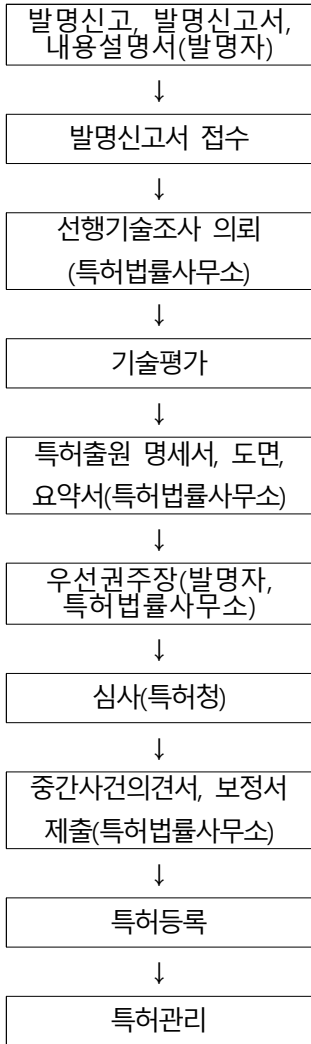 발명신고, 발명신고서,
내용설명서(발명자)
↓
발명신고서 접수
↓
선행기술조사 의뢰
(특허법률사무소)
↓
기술평가
↓
특허출원 명세서, 도면,
요약서(특허법률사무소)
↓
우선권주장(발명자,
특허법률사무소)
↓
심사(특허청)
↓
중간사건의견서, 보정서
제출(특허법률사무소)
↓
특허등록
↓
특허관리